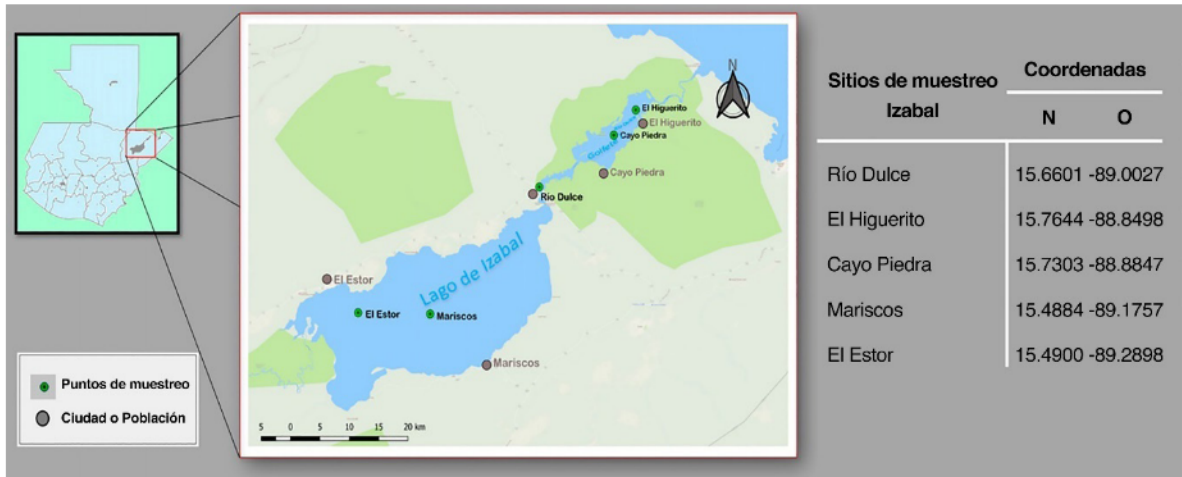 N
El Higuerito
El Higuerito
Cayo Piedra
Cayo Piedra
Río Dulce
Lago de Izabal
El Estor
El Estor
Mariscos
Mariscos
5 0 5 10 15 20 km
Puntos de muestreo
Ciudad o Población
Sitios de muestreo
Izabal
Coordenadas
N O
Río Dulce 15.6601 -89.0027
El Higuerito 15.7644 -88.8498
Cayo Piedra 15.7303 -88.8847
Mariscos 15.4884 -89.1757
El Estor 15.4900 -89.2898